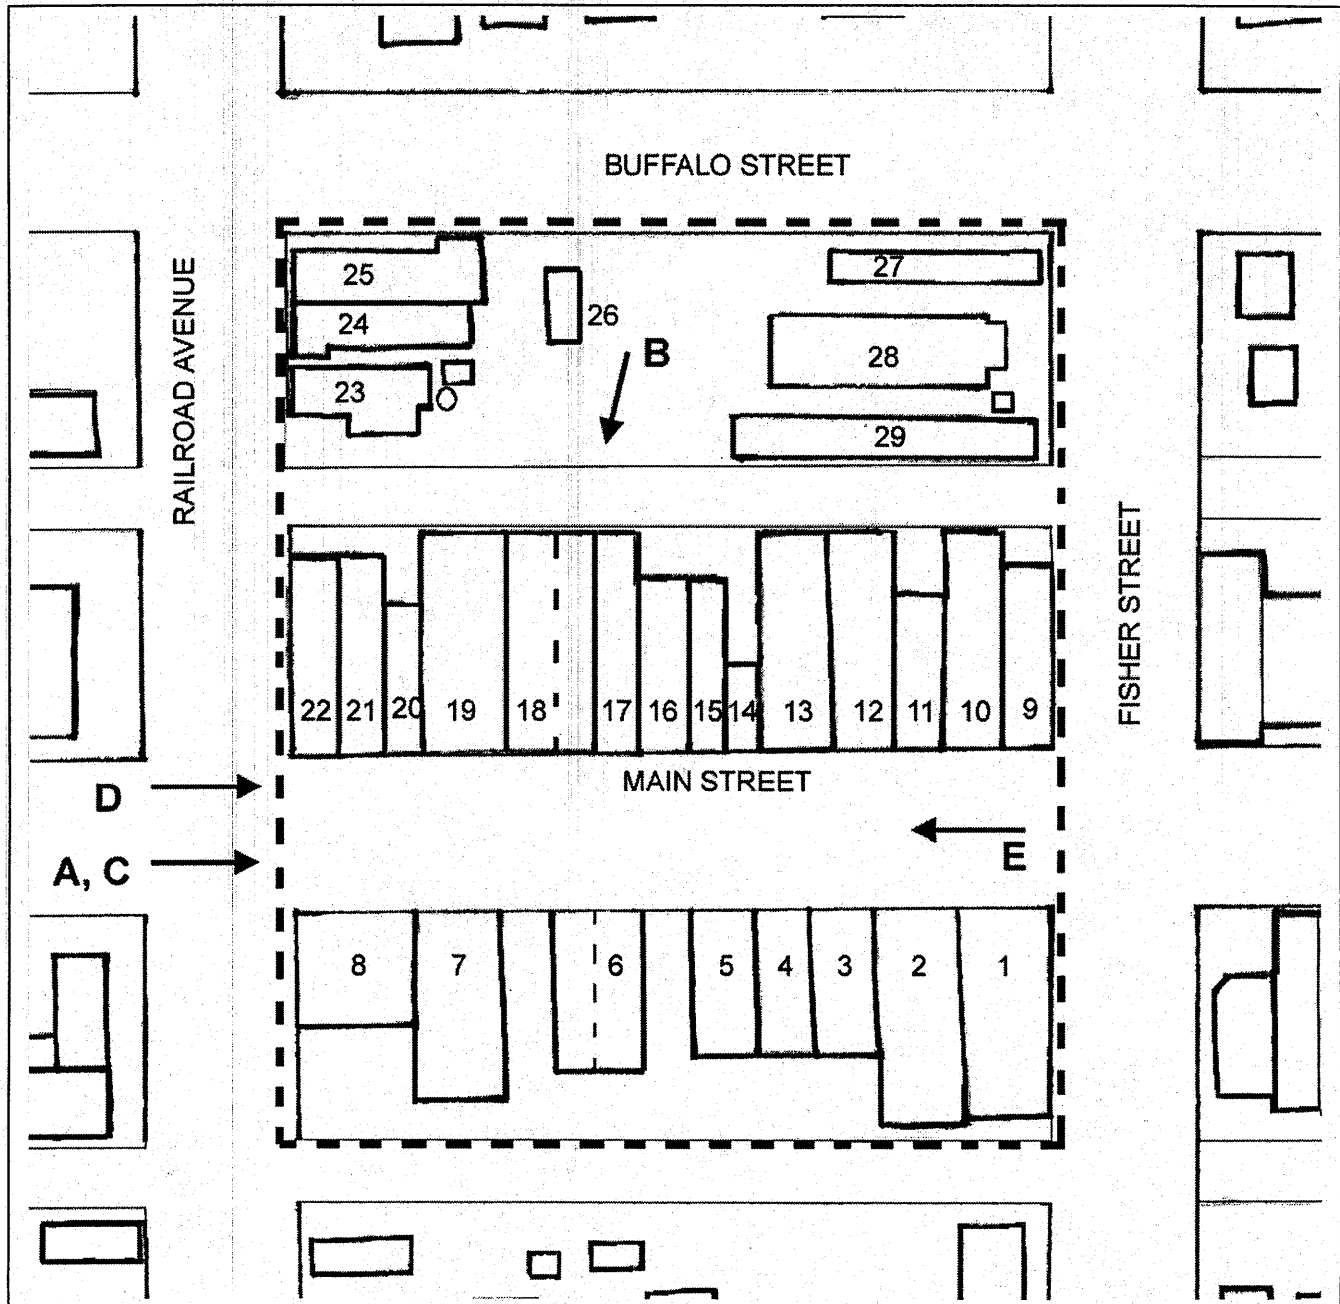 BUFFALO STREET
RAILROAD AVENUE
25
24
23
26
B
27
28
29
FISHER STREET
22 21 20 19 18 17 16 15 14 13 12 11 10 9
MAIN STREET
D
A, C
E
8 7 6 5 4 3 2 1